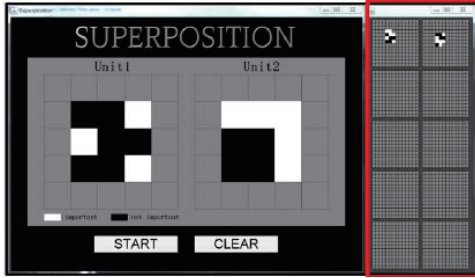 Superposition
SUPERPOSITION
Unit1 Unit2
important not important
START CLEAR